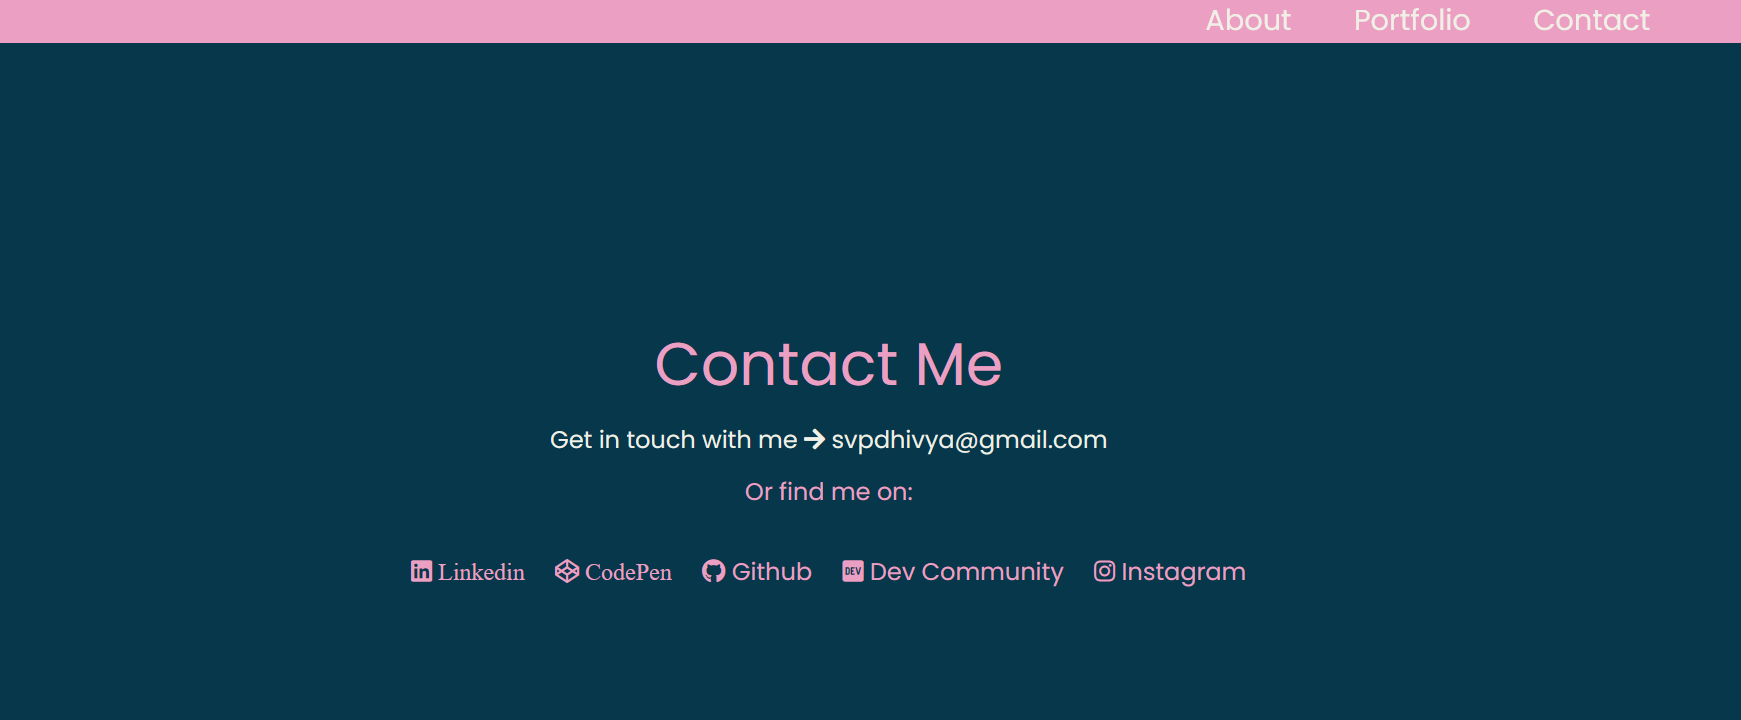 About Portfolio Contact
Contact Me
Get in touch with me → svpdhivya@gmail.com
Or find me on:
in Linkedin CodePen Github DEV Dev Community Instagram